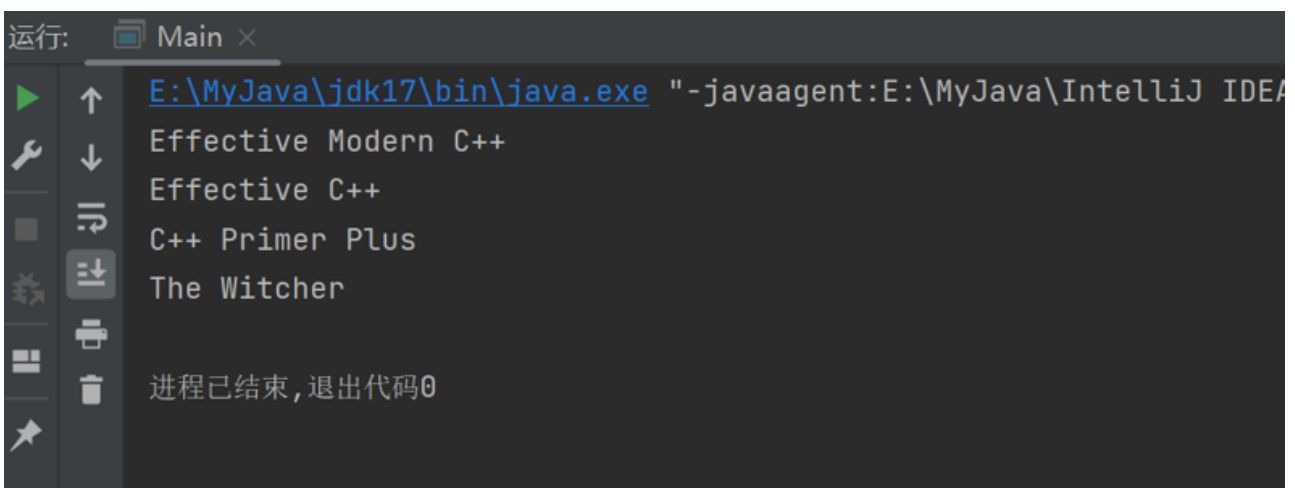 运行: Main ×
E:\MyJava\jdk17\bin\java.exe "-javaagent:E:\MyJava\IntelliJ IDEA
Effective Modern C++
Effective C++
C++ Primer Plus
The Witcher
进程已结束,退出代码0